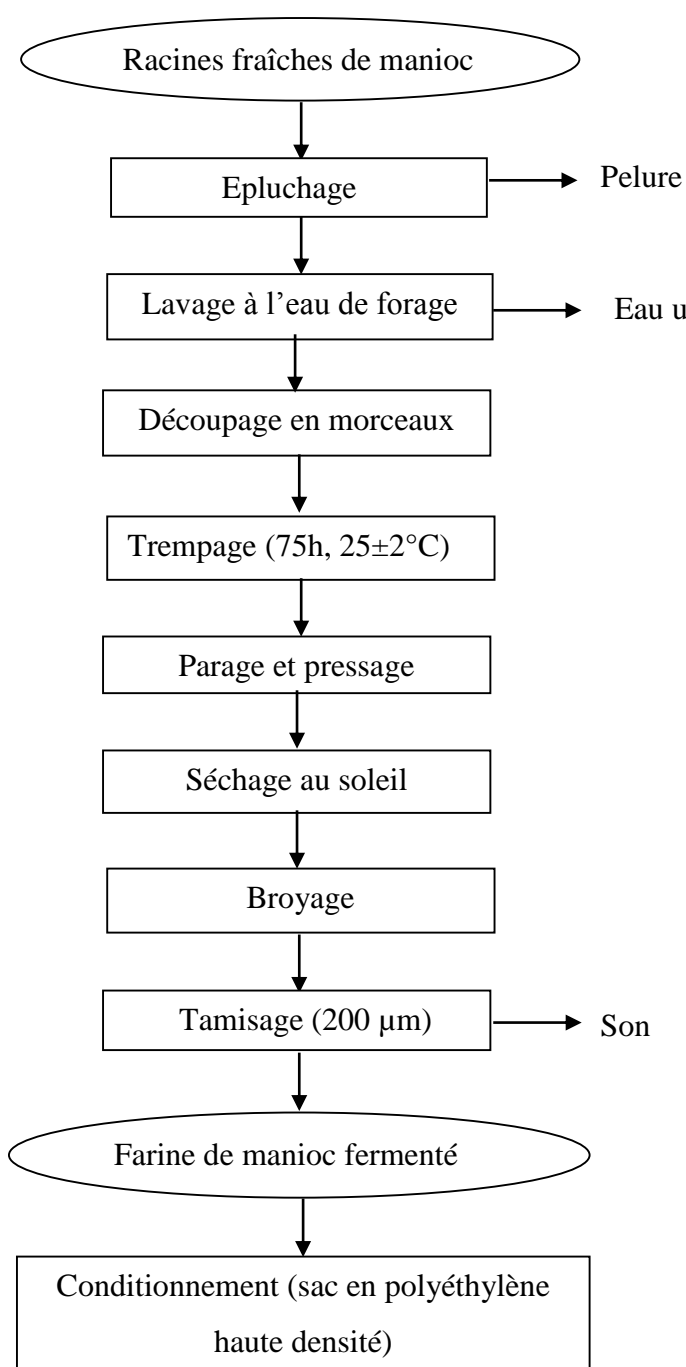 Racines fraîches de manioc
Epluchage
Pelure
Lavage à l’eau de forage
Eau u
Découpage en morceaux
Trempage (75h, 25±2°C)
Parage et pressage
Séchage au soleil
Broyage
Tamisage (200 µm)
Son
Farine de manioc fermenté
Conditionnement (sac en polyéthylène
haute densité)